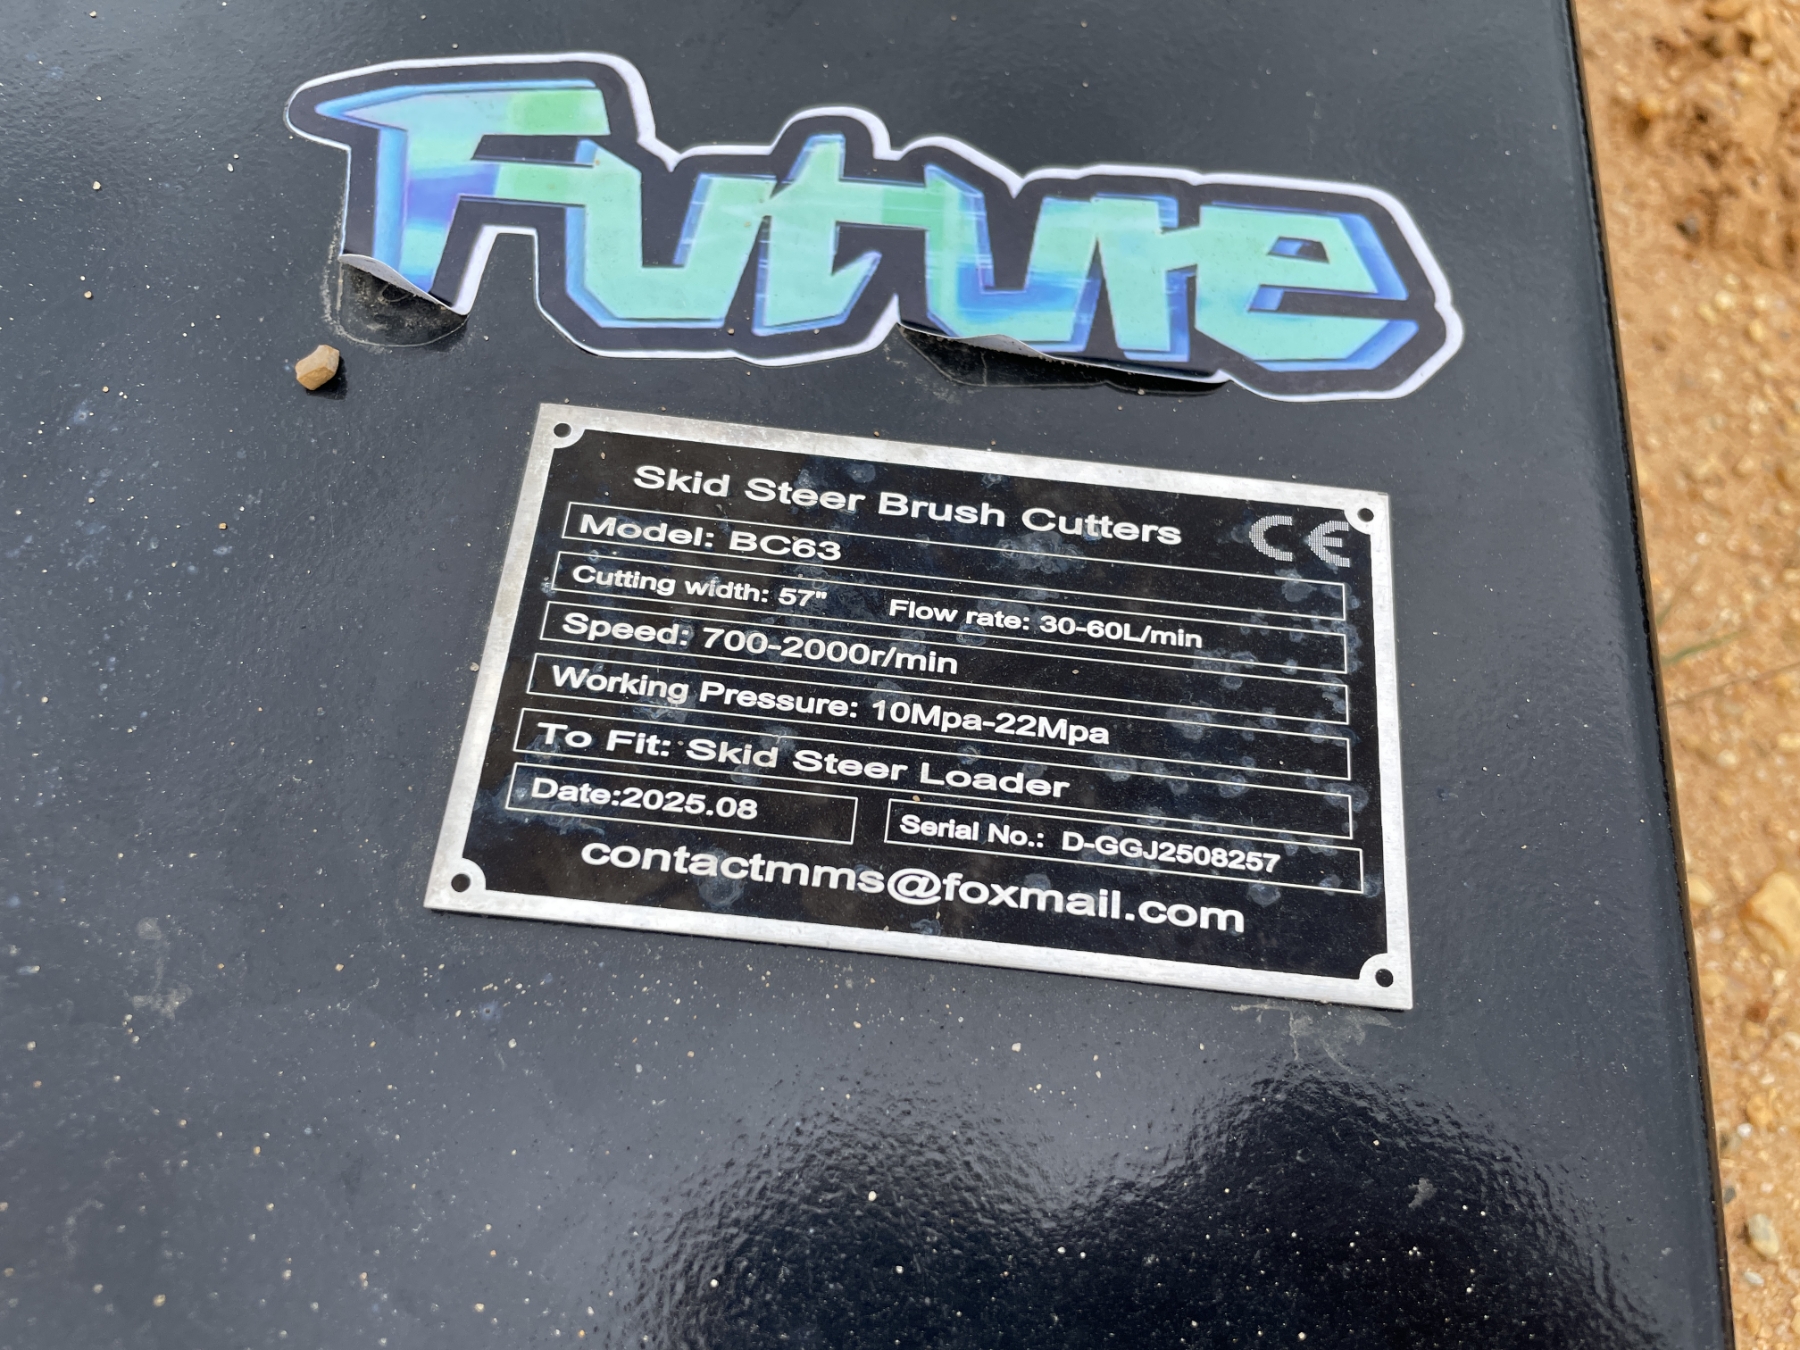 Future
Skid Steer Brush Cutters
CE
Model: BC63
Cutting width: 57" Flow rate: 30-60L/min
Speed: 700-2000r/min
Working Pressure: 10Mpa-22Mpa
To Fit: Skid Steer Loader
Date:2025.08
Serial No.: D-GGJ2508257
contactmms@foxmail.com